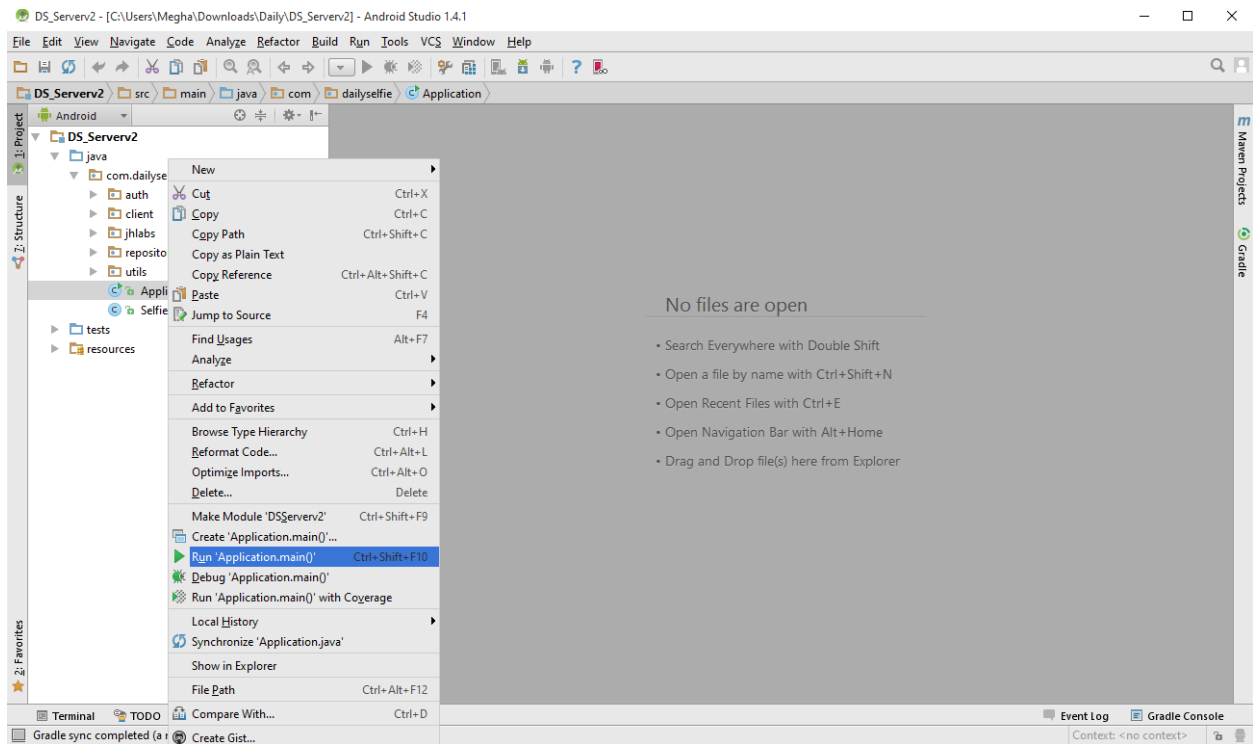 DS_Serverv2 - [C:\Users\Megha\Downloads\Daily\DS_Serverv2] - Android Studio 1.4.1
File Edit View Navigate Code Analyze Refactor Build Run Tools VCS Window Help
DS_Serverv2 src main java com dailyselfie Application
1: Project
7: Structure
2: Favorites
Android
DS_Serverv2
java
com.dailyse
auth
client
jhlabs
reposito
utils
Appli
Selfie
tests
resources
New
Cut Ctrl+X
Copy Ctrl+C
Copy Path Ctrl+Shift+C
Copy as Plain Text
Copy Reference Ctrl+Alt+Shift+C
Paste Ctrl+V
Jump to Source F4
Find Usages Alt+F7
Analyze
Refactor
Add to Favorites
Browse Type Hierarchy Ctrl+H
Reformat Code... Ctrl+Alt+L
Optimize Imports... Ctrl+Alt+O
Delete... Delete
Make Module 'DSServerv2' Ctrl+Shift+F9
Create 'Application.main()'...
Run 'Application.main()' Ctrl+Shift+F10
Debug 'Application.main()'
Run 'Application.main()' with Coverage
Local History
Synchronize 'Application.java'
Show in Explorer
File Path Ctrl+Alt+F12
Compare With... Ctrl+D
Create Gist...
No files are open
• Search Everywhere with Double Shift
• Open a file by name with Ctrl+Shift+N
• Open Recent Files with Ctrl+E
• Open Navigation Bar with Alt+Home
• Drag and Drop file(s) here from Explorer
m Maven Projects
Gradle
Terminal TODO Event Log Gradle Console
Gradle sync completed (a Context: <no context>